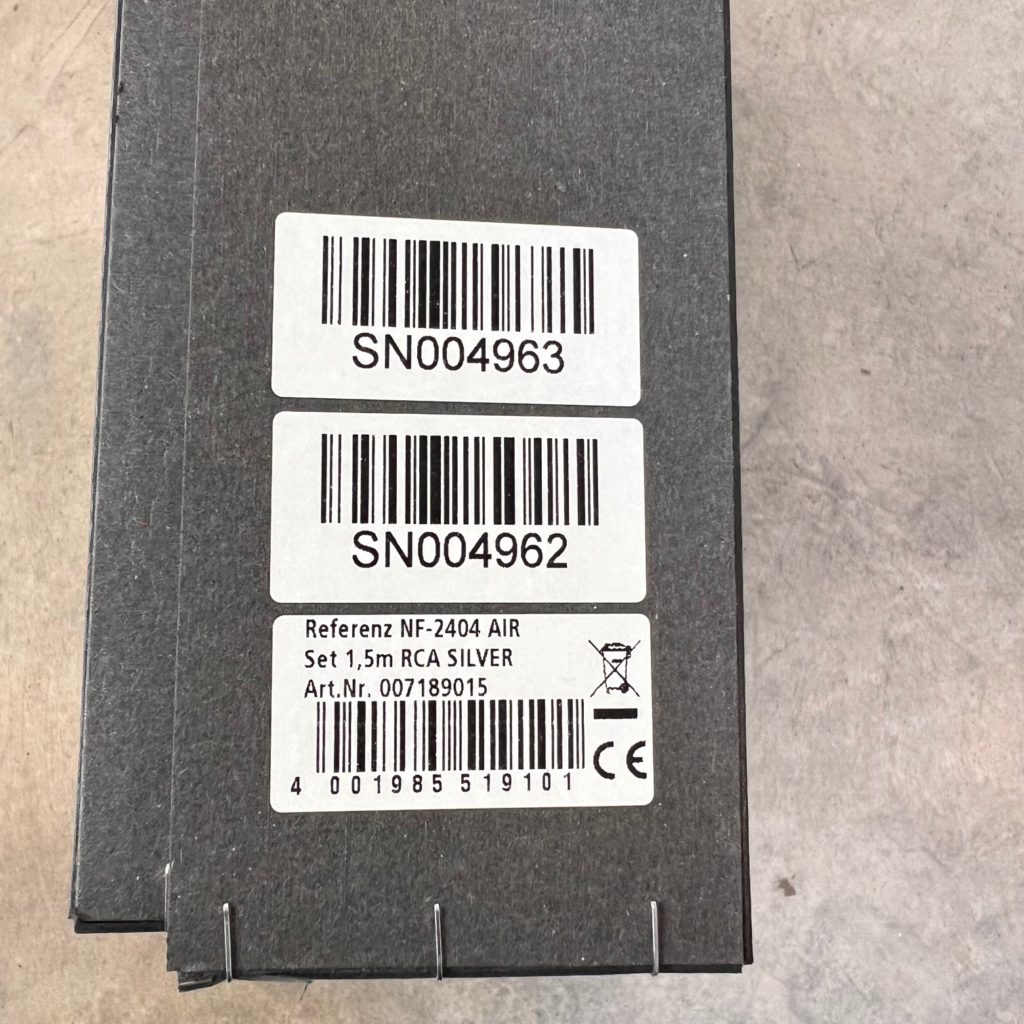 SN004963
SN004962
Referenz NF-2404 AIR
Set 1,5m RCA SILVER
Art.Nr. 007189015
CE
4 001985 519101